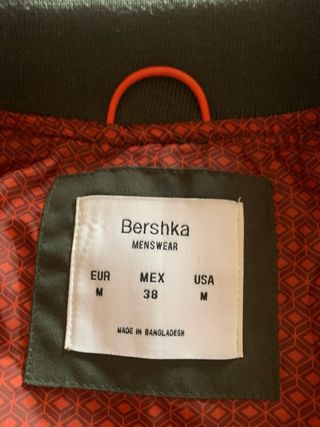 Bershka
MENSWEAR
EUR MEX USA
M 38 M
MADE IN BANGLADESH